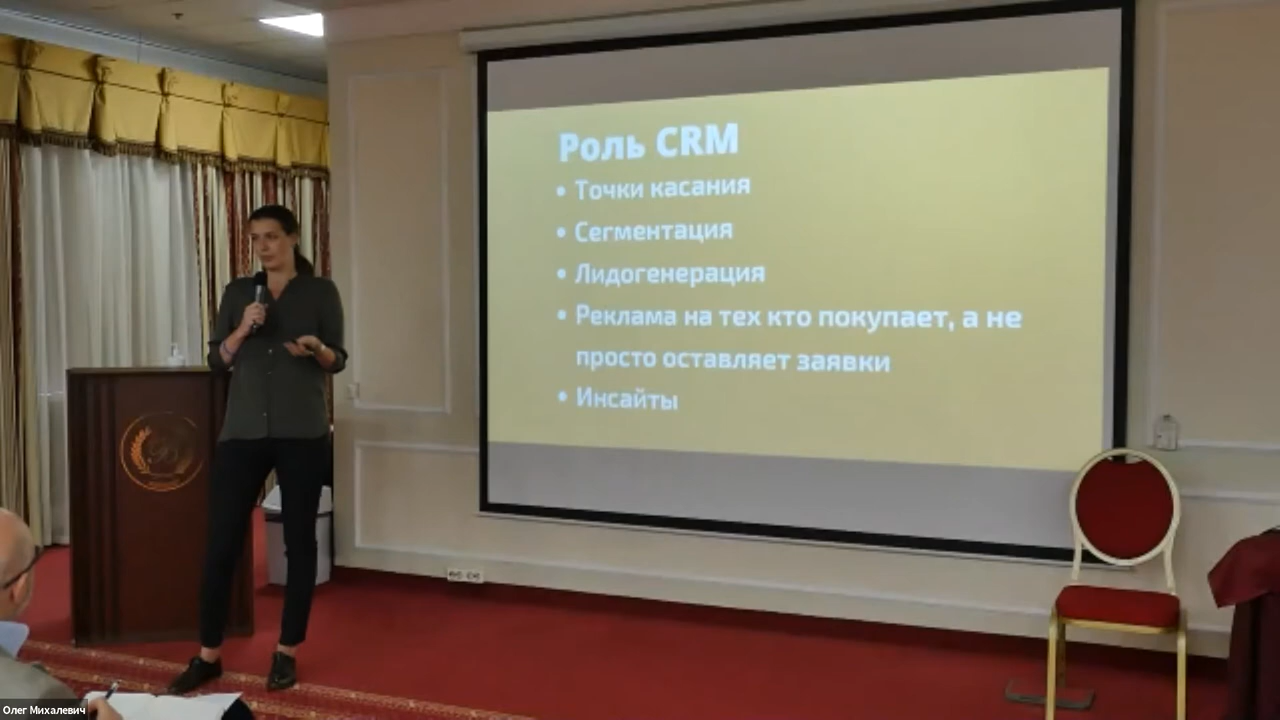 Роль CRM
• Точки касания
• Сегментация
• Лидогенерация
• Реклама на тех кто покупает, а не
просто оставляет заявки
• Инсайты
Олег Михалевич